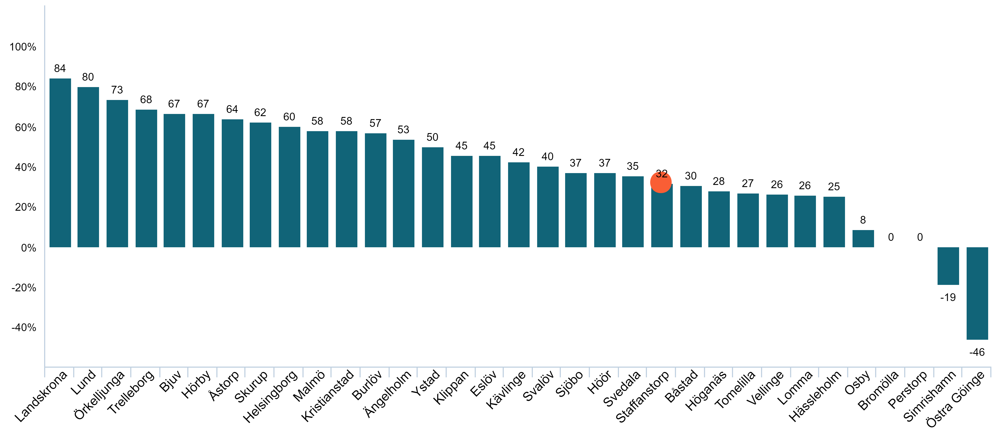 100%
80%
60%
40%
20%
0%
-20%
-40%
84
80
73
68
67
67
64
62
60
58
58
57
53
50
45
45
42
40
37
37
35
32
30
28
27
26
26
25
8
0
0
-19
-46
Landskrona
Lund
Örkelljunga
Trelleborg
Bjuv
Hörby
Åstorp
Skurup
Helsingborg
Malmö
Kristianstad
Burlöv
Ängelholm
Ystad
Klippan
Eslöv
Kävlinge
Svalöv
Sjöbo
Höör
Svedala
Staffanstorp
Båstad
Höganäs
Tomelilla
Vellinge
Lomma
Hässleholm
Osby
Bromölla
Perstorp
Simrishamn
Östra Göinge